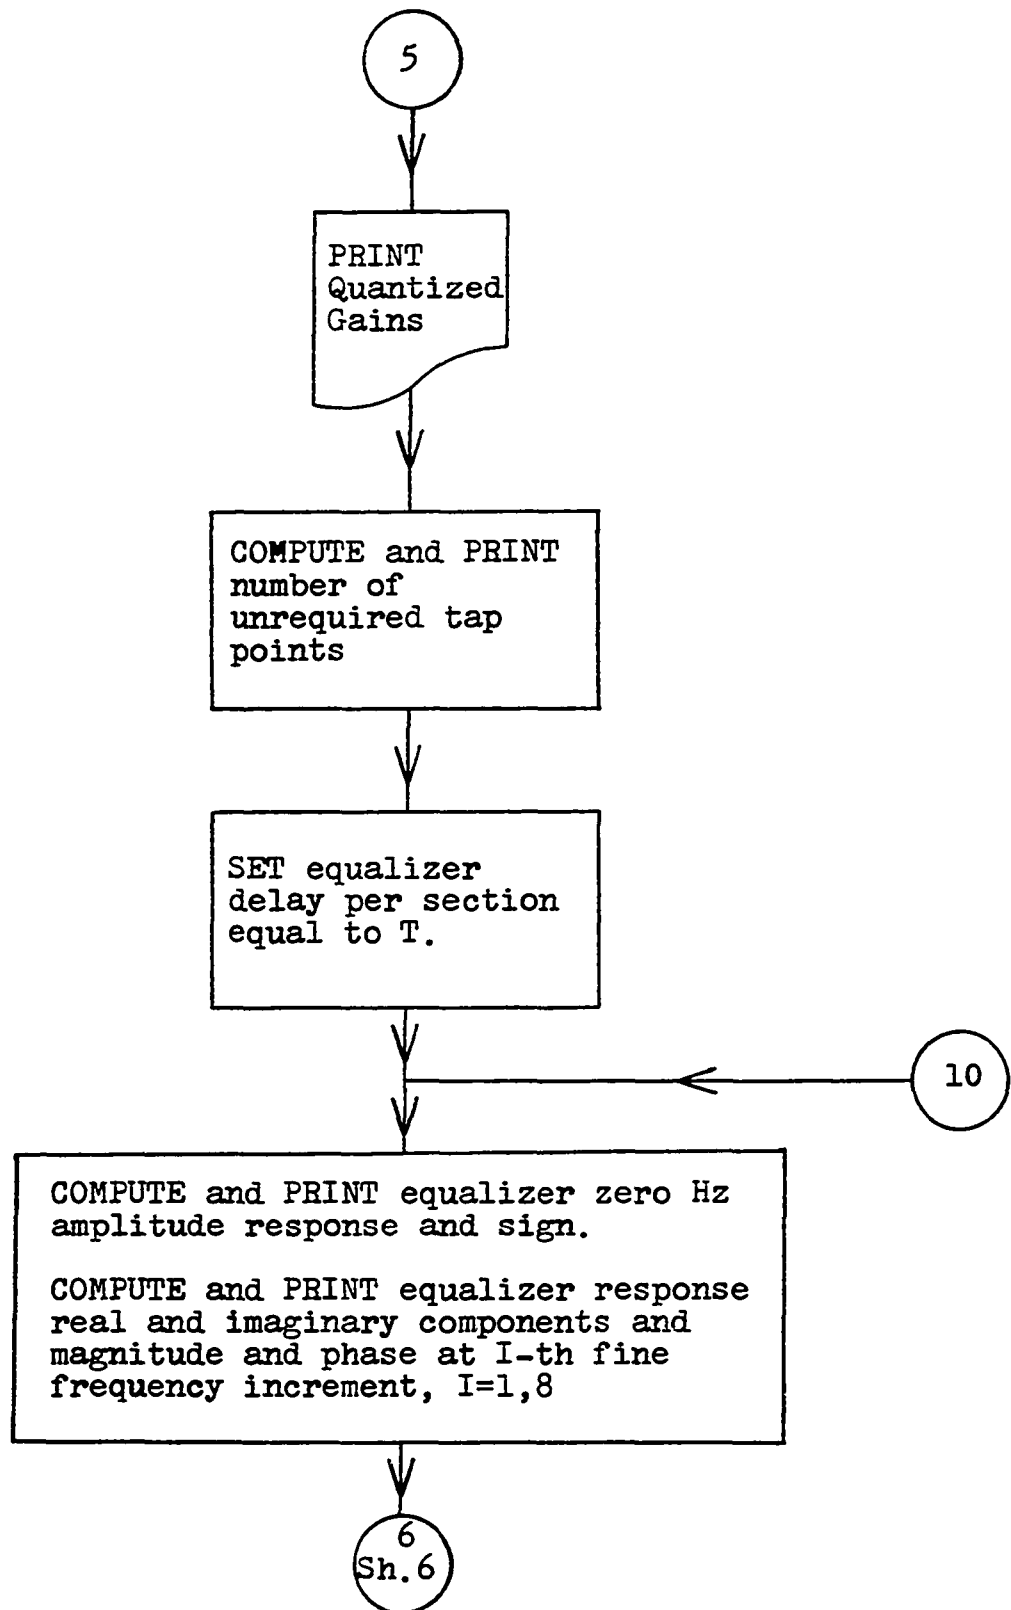 5
PRINT
Quantized
Gains
COMPUTE and PRINT
number of
unrequired tap
points
SET equalizer
delay per section
equal to T.
10
COMPUTE and PRINT equalizer zero Hz
amplitude response and sign.
COMPUTE and PRINT equalizer response
real and imaginary components and
magnitude and phase at I-th fine
frequency increment, I=1,8
6
Sh.6